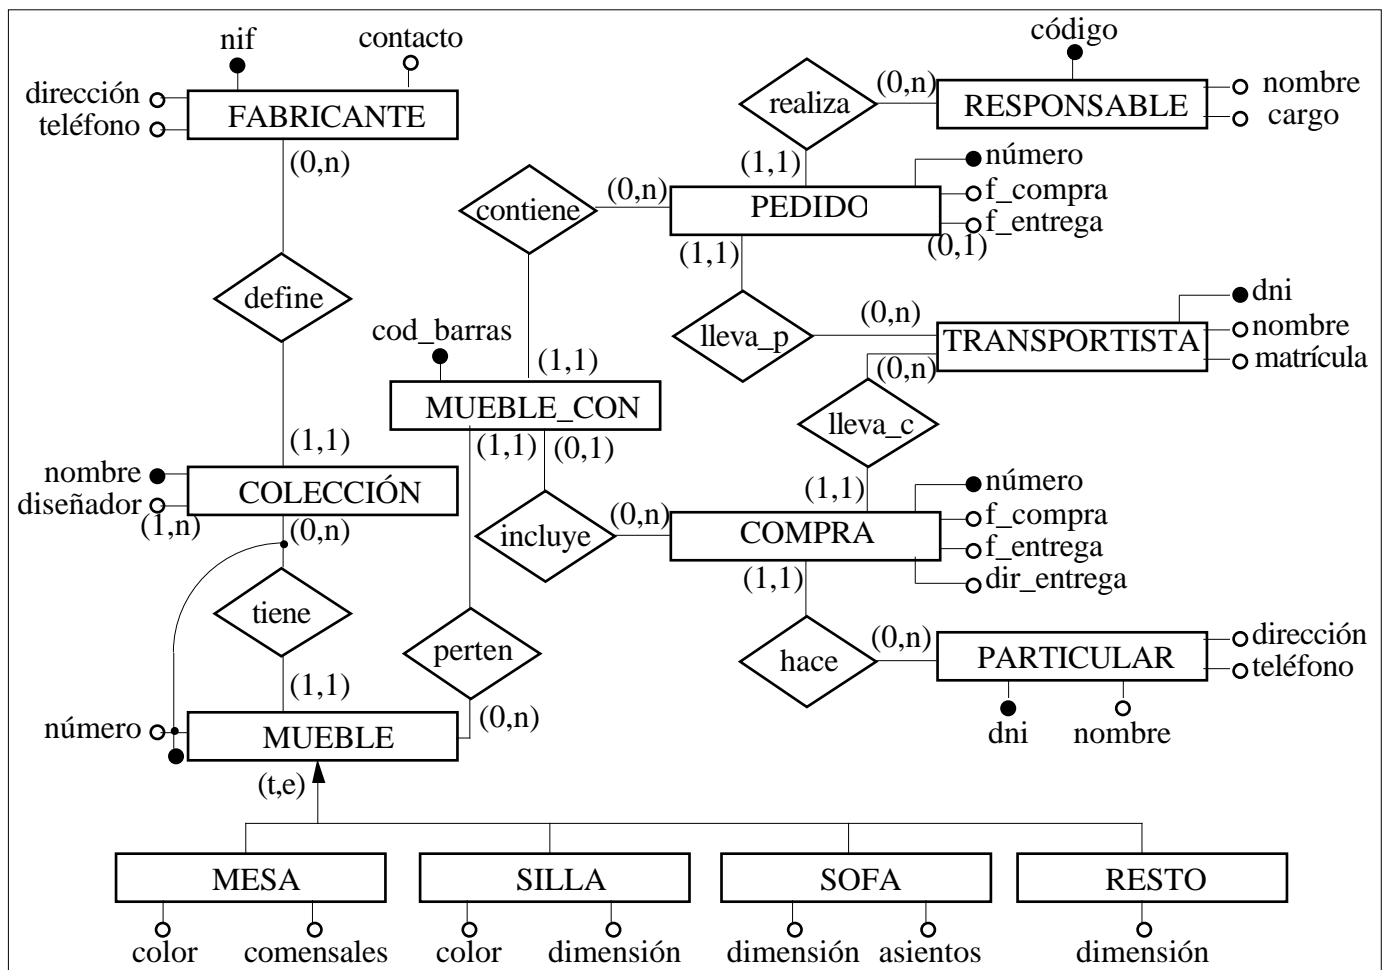 nif
contacto
código
dirección
teléfono
FABRICANTE
realiza
(0,n)
RESPONSABLE
nombre
cargo
(0,n)
(1,1)
número
contiene
(0,n)
PEDIDO
f_compra
f_entrega
(1,1)
(0,1)
define
dni
cod_barras
lleva_p
(0,n)
TRANSPORTISTA
nombre
matrícula
(1,1)
(0,n)
MUEBLE_CON
lleva_c
(1,1)
(1,1)
(0,1)
nombre
diseñador
(1,n)
COLECCIÓN
(0,n)
(1,1)
número
incluye
(0,n)
COMPRA
f_compra
f_entrega
dir_entrega
(1,1)
tiene
perten
hace
(0,n)
PARTICULAR
dirección
teléfono
(1,1)
(0,n)
número
MUEBLE
dni
nombre
(t,e)
MESA
SILLA
SOFA
RESTO
color
comensales
color
dimensión
dimensión
asientos
dimensión